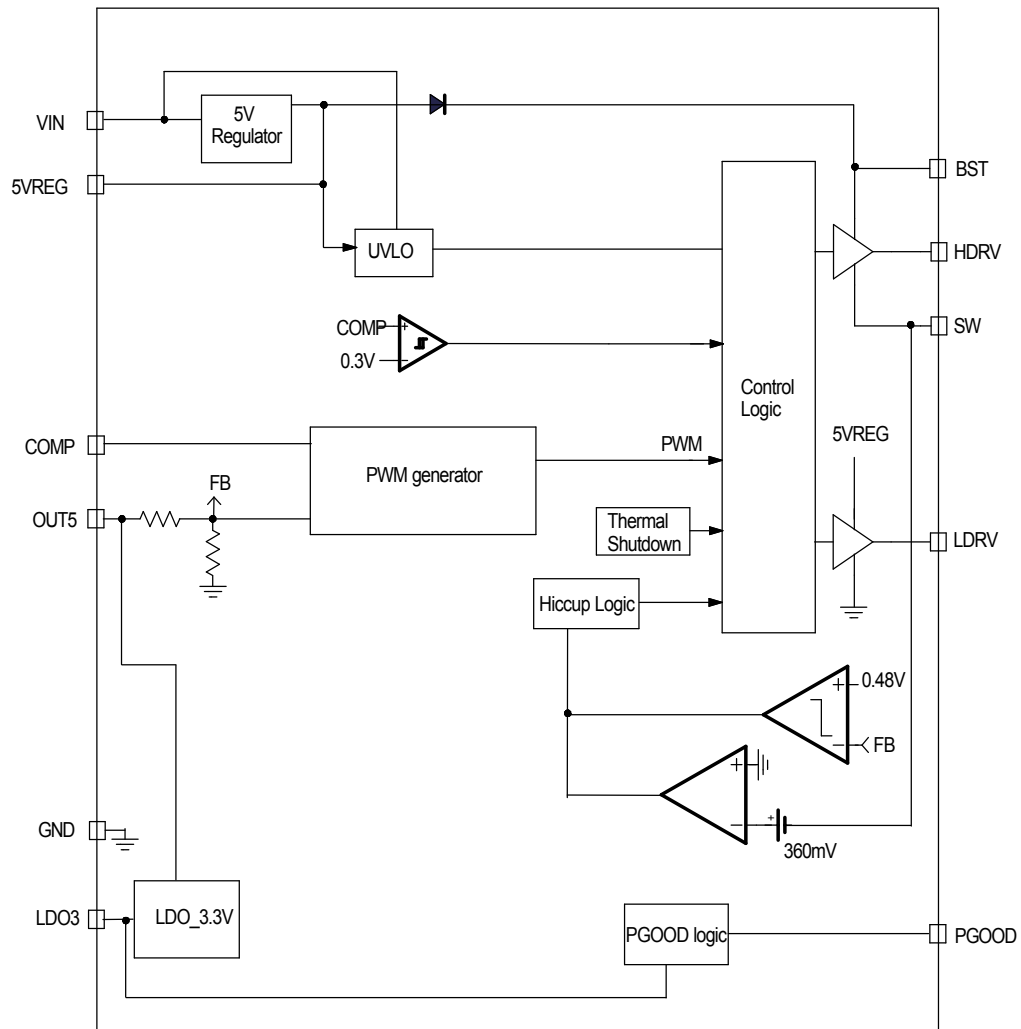 VIN
5V
Regulator
5VREG
BST
UVLO
HDRV
SW
COMP
+
0.3V
−
Control
Logic
COMP
PWM generator
PWM
5VREG
FB
OUT5
Thermal
Shutdown
LDRV
Hiccup Logic
+
0.48V
−
FB
+
−
+
360mV
GND
LDO3
LDO_3.3V
PGOOD logic
PGOOD